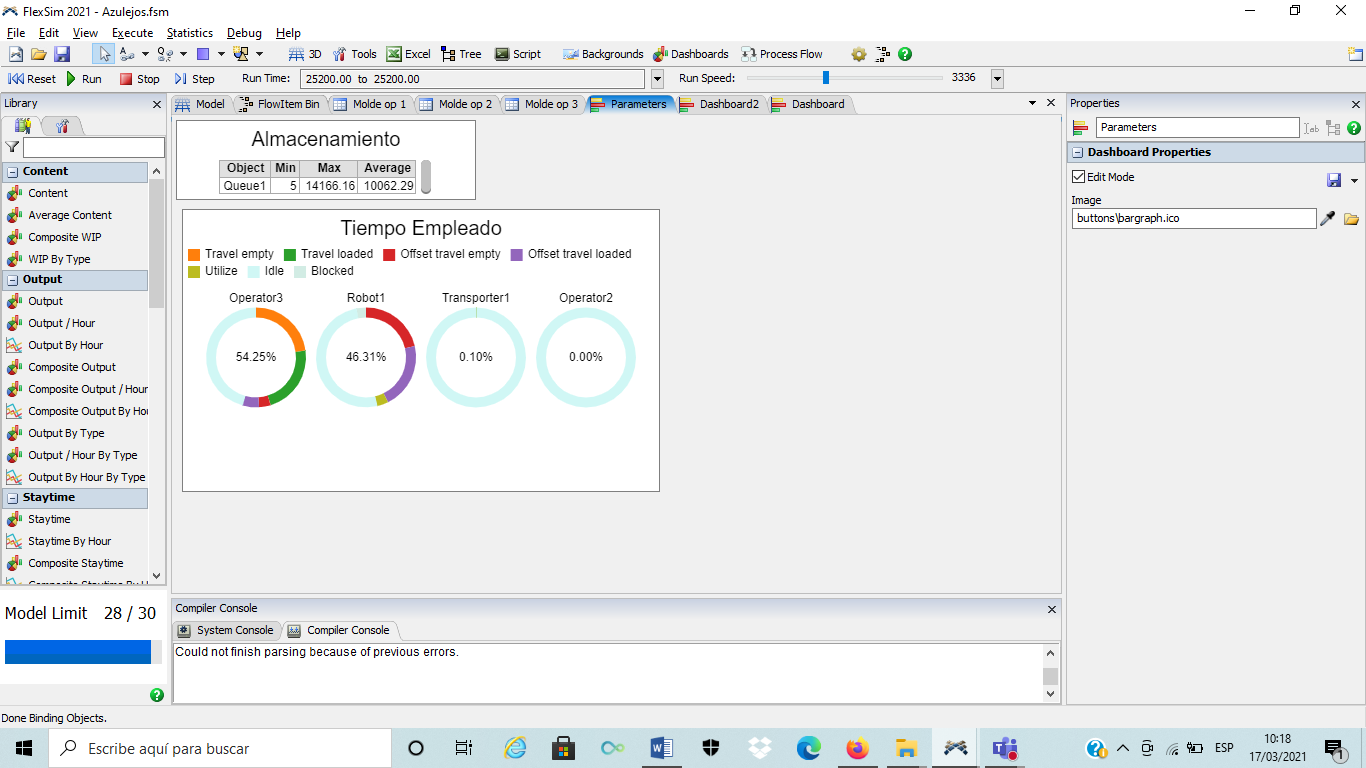 FlexSim 2021 - Azulejos.fsm
File Edit View Execute Statistics Debug Help
3D Tools Excel Tree Script Backgrounds Dashboards Process Flow
Reset Run Stop Step Run Time: 25200.00 to 25200.00 Run Speed: 3336
Library
Model FlowItem Bin Molde op 1 Molde op 2 Molde op 3 Parameters Dashboard2 Dashboard
Content
Content
Average Content
Composite WIP
WIP By Type
Output
Output
Output / Hour
Output By Hour
Composite Output
Composite Output / Hour
Composite Output By Hou
Output By Type
Output / Hour By Type
Output By Hour By Type
Staytime
Staytime
Staytime By Hour
Composite Staytime
Composite Staytime By H
Model Limit 28 / 30
Almacenamiento
Object Min Max Average
Queue1 5 14166.16 10062.29
Tiempo Empleado
Travel empty Travel loaded Offset travel empty Offset travel loaded
Utilize Idle Blocked
Operator3 Robot1 Transporter1 Operator2
54.25% 46.31% 0.10% 0.00%
Compiler Console
System Console Compiler Console
Could not finish parsing because of previous errors.
Properties
Parameters
Dashboard Properties
Edit Mode
Image
buttons\bargraph.ico
Done Binding Objects.
Escribe aquí para buscar
ESP
10:18
17/03/2021
1